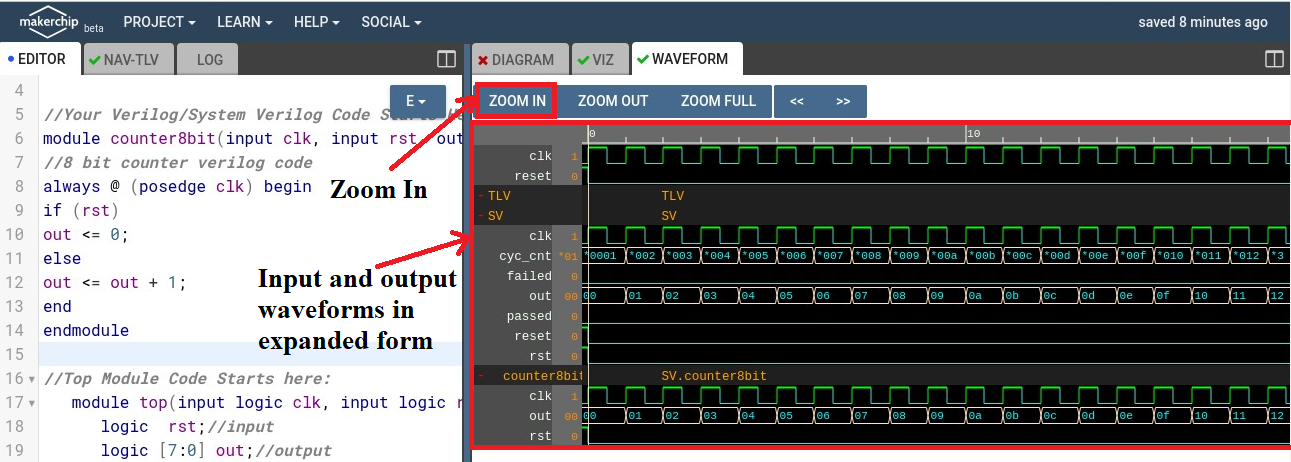 makerchip beta PROJECT LEARN HELP SOCIAL saved 8 minutes ago
EDITOR NAV-TLV LOG DIAGRAM VIZ WAVEFORM
E ZOOM IN ZOOM OUT ZOOM FULL << >>
4
5 //Your Verilog/System Verilog Code Starts
6 module counter8bit(input clk, input rst, out
7 //8 bit counter verilog code
8 always @ (posedge clk) begin
9 if (rst)
10 out <= 0;
11 else
12 out <= out + 1;
13 end
14 endmodule
15
16 //Top Module Code Starts here:
17 module top(input logic clk, input logic r
18 logic rst;//input
19 logic [7:0] out;//output
Zoom In
Input and output
waveforms in
expanded form
0 10
clk 1
reset 0
- TLV TLV
- SV SV
clk 1
cyc_cnt *01 *0001 *002 *003 *004 *005 *006 *007 *008 *009 *00a *00b *00c *00d *00e *00f *010 *011 *012 *3
failed 0
out 00 00 01 02 03 04 05 06 07 08 09 0a 0b 0c 0d 0e 0f 10 11 12
passed 0
reset 0
rst 0
- counter8bit SV.counter8bit
clk 1
out 00 00 01 02 03 04 05 06 07 08 09 0a 0b 0c 0d 0e 0f 10 11 12
rst 0